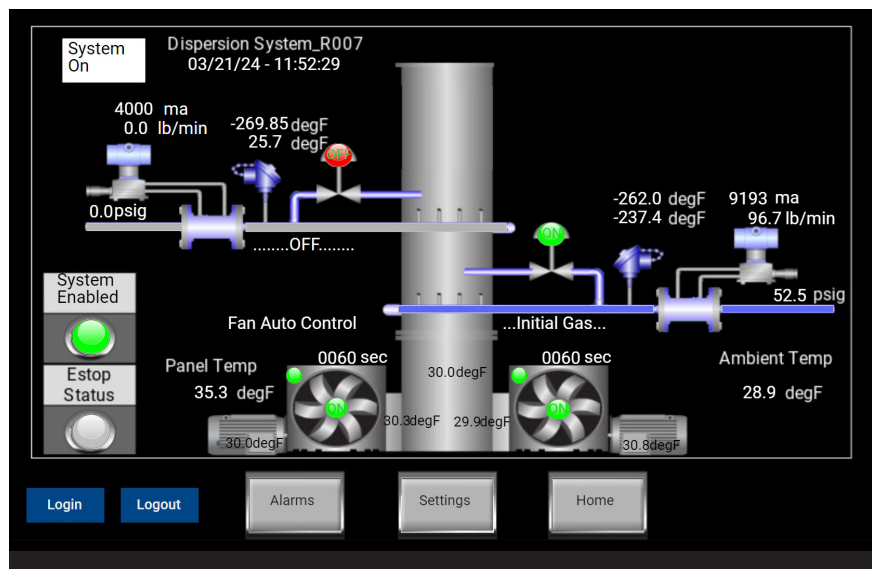 System
On
Dispersion System_R007
03/21/24 - 11:52:29
4000 ma
0.0 lb/min
-269.85 degF
25.7 degF
OFF
0.0 psig
........OFF........
-262.0 degF
-237.4 degF
9193 ma
96.7 lb/min
ON
52.5 psig
System
Enabled
Fan Auto Control
...Initial Gas...
Estop
Status
Panel Temp
35.3 degF
0060 sec
30.0degF
0060 sec
Ambient Temp
28.9 degF
ON
ON
30.3degF
29.9degF
30.0degF
30.8degF
Login
Logout
Alarms
Settings
Home